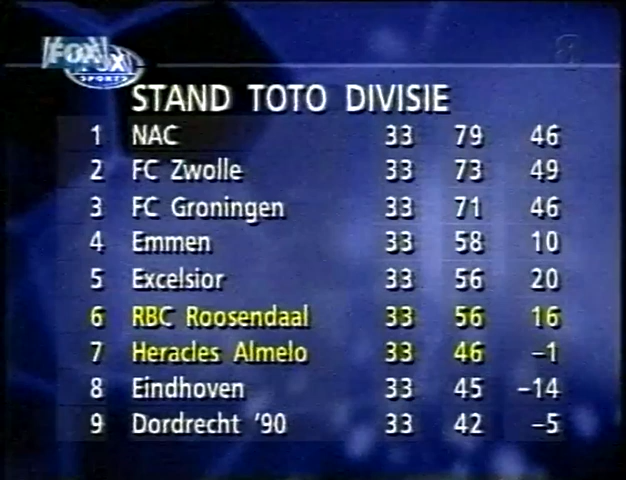 FOX
FOX
SPORTS
8
STAND TOTO DIVISIE
1 NAC 33 79 46
2 FC Zwolle 33 73 49
3 FC Groningen 33 71 46
4 Emmen 33 58 10
5 Excelsior 33 56 20
6 RBC Roosendaal 33 56 16
7 Heracles Almelo 33 46 –1
8 Eindhoven 33 45 –14
9 Dordrecht '90 33 42 –5